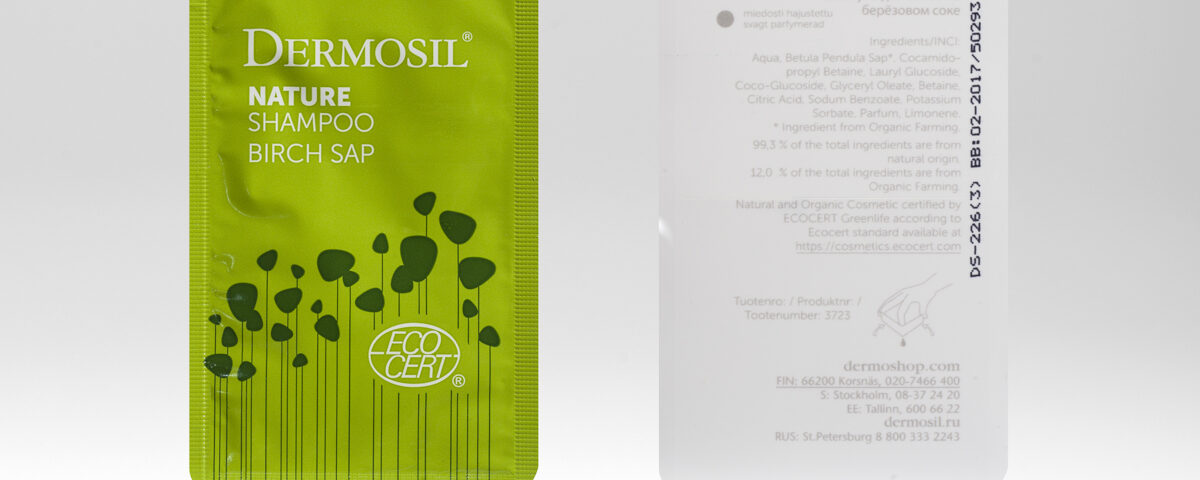 DERMOSIL®
NATURE
SHAMPOO
BIRCH SAP
ECO
CERT
®
берёзовом соке
miedosti hajustettu
svagt parfymerad
Ingredients/INCI:
Aqua, Betula Pendula Sap*, Cocamido-
propyl Betaine, Lauryl Glucoside,
Coco-Glucoside, Glyceryl Oleate, Betaine,
Citric Acid, Sodium Benzoate, Potassium
Sorbate, Parfum, Limonene.
* Ingredient from Organic Farming.
99,3 % of the total ingredients are from
natural origin.
12,0 % of the total ingredients are from
Organic Farming.
Natural and Organic Cosmetic certified by
ECOCERT Greenlife according to
Ecocert standard available at
https://cosmetics.ecocert.com
DS-226(3) BB:02-2017/50293
Tuotenro: / Produktnr: /
Tootenumber: 3723
dermoshop.com
FIN: 66200 Korsnäs, 020-7466 400
S: Stockholm, 08-37 24 20
EE: Tallinn, 600 66 22
dermosil.ru
RUS: St.Petersburg 8 800 333 2243